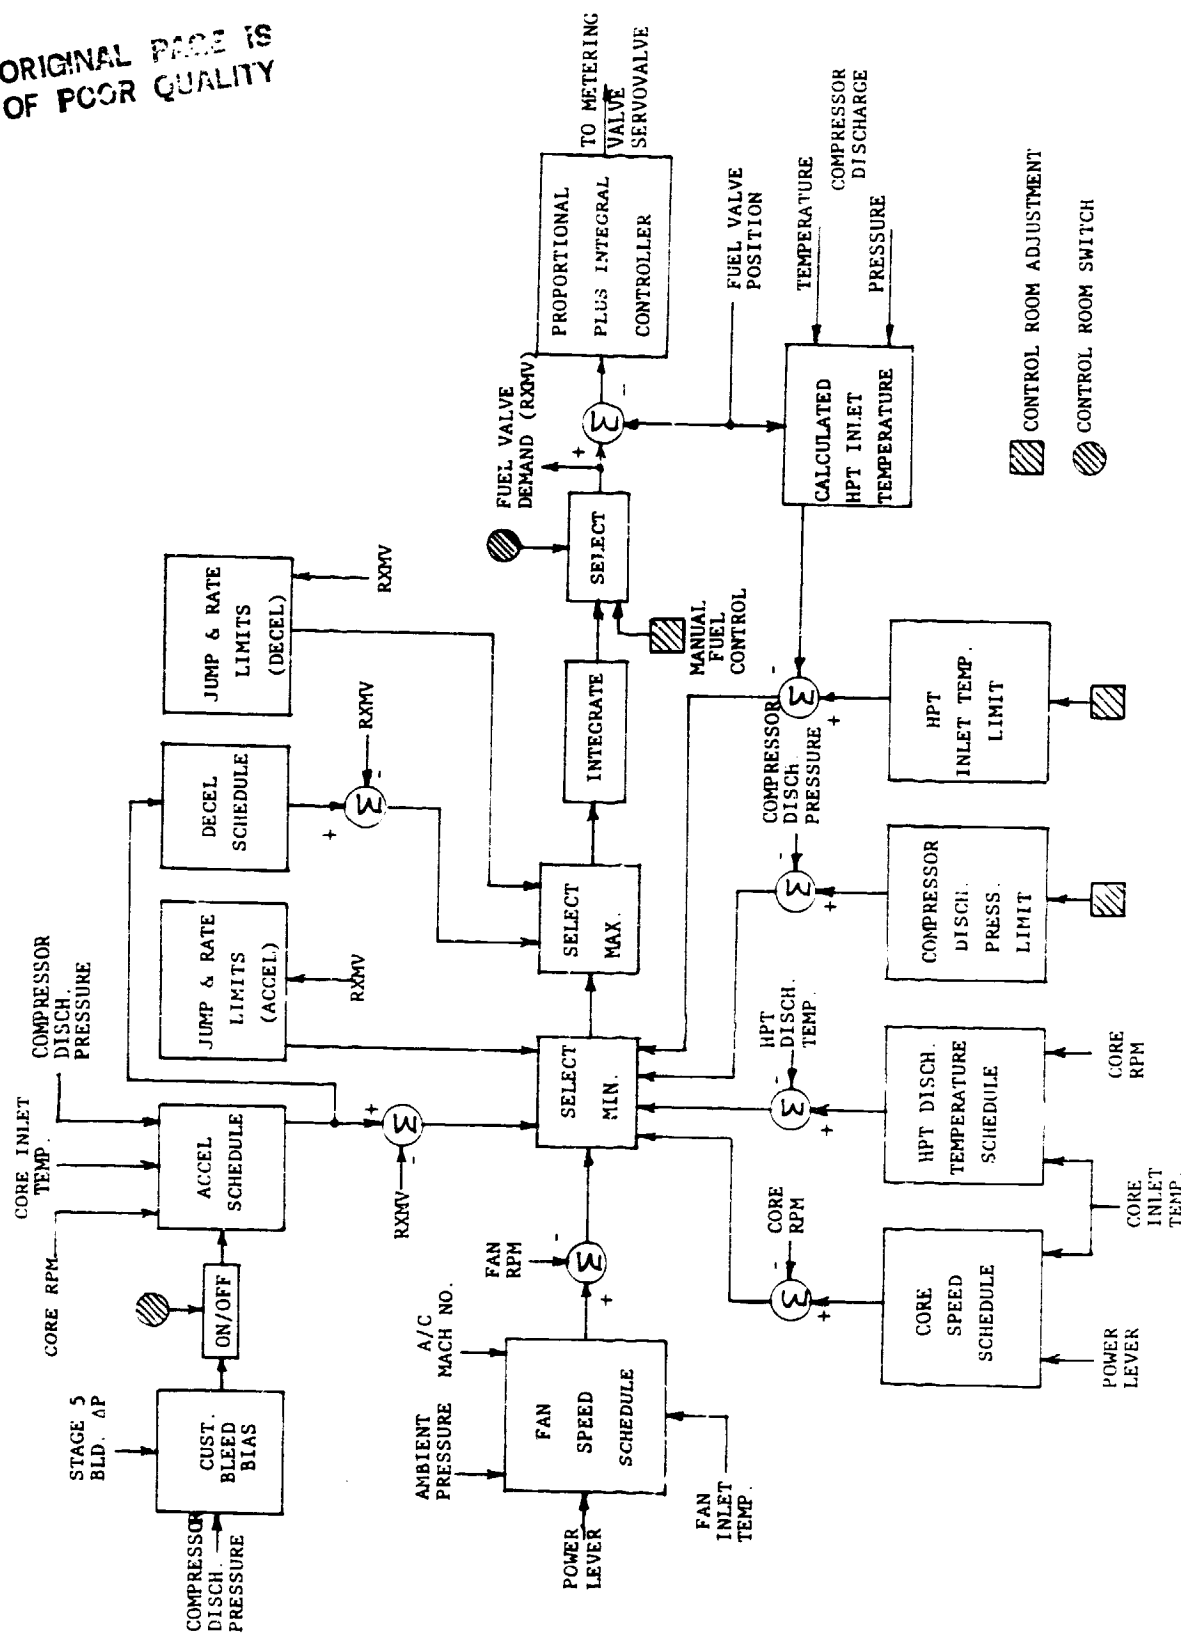 ORIGINAL PAGE IS
OF POOR QUALITY
STAGE 5
BLD. ΔP
COMPRESSOR
DISCH.
PRESSURE
CUST.
BLEED
BIAS
ON/OFF
CORE RPM
CORE INLET
TEMP.
COMPRESSOR
DISCH.
PRESSURE
ACCEL
SCHEDULE
JUMP & RATE
LIMITS
(ACCEL)
RXMV
DECEL
SCHEDULE
JUMP & RATE
LIMITS
(DECEL)
RXMV
+
-
RXMV
Σ
+
-
RXMV
Σ
POWER
LEVER
AMBIENT
PRESSURE
A/C
MACH NO.
FAN
INLET
TEMP.
FAN
SPEED
SCHEDULE
FAN
RPM
-
+
Σ
SELECT
MIN.
SELECT
MAX.
INTEGRATE
MANUAL
FUEL
CONTROL
SELECT
FUEL VALVE
DEMAND (RXMV)
+
-
Σ
PROPORTIONAL
PLUS INTEGRAL
CONTROLLER
TO METERING
VALVE
SERVOVALVE
FUEL VALVE
POSITION
CORE
RPM
-
+
Σ
HPT
DISCH.
TEMP.
-
+
Σ
COMPRESSOR
DISCH.
PRESSURE
-
+
Σ
-
+
Σ
CALCULATED
HPT INLET
TEMPERATURE
TEMPERATURE
COMPRESSOR
DISCHARGE
PRESSURE
POWER
LEVER
CORE
SPEED
SCHEDULE
CORE
INLET
TEMP.
HPT DISCH.
TEMPERATURE
SCHEDULE
CORE
RPM
COMPRESSOR
DISCH.
PRESS.
LIMIT
HPT
INLET TEMP.
LIMIT
CONTROL ROOM ADJUSTMENT
CONTROL ROOM SWITCH